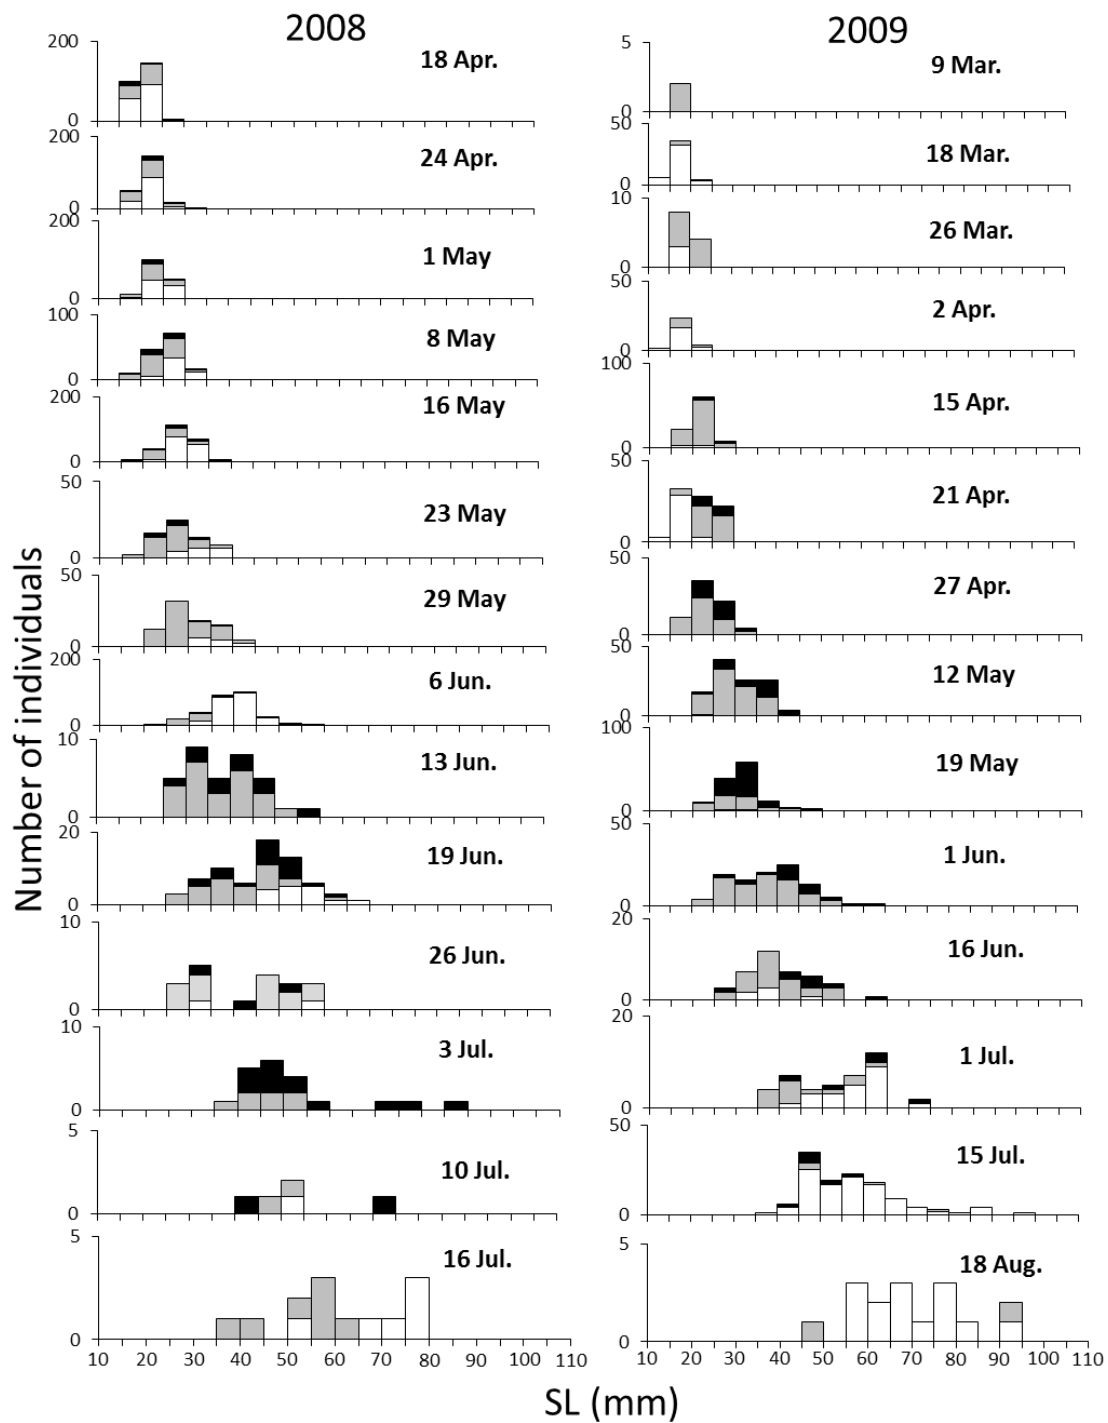 2008
200
18 Apr.
0
200
24 Apr.
0
200
1 May
0
100
8 May
0
200
16 May
0
50
23 May
0
50
29 May
0
200
6 Jun.
0
10
13 Jun.
0
20
19 Jun.
0
10
26 Jun.
0
10
3 Jul.
0
5
10 Jul.
0
5
16 Jul.
0
10 20 30 40 50 60 70 80 90 100 110
2009
5
9 Mar.
0
50
18 Mar.
0
10
26 Mar.
0
50
2 Apr.
0
100
15 Apr.
0
50
21 Apr.
0
50
27 Apr.
0
50
12 May
0
100
19 May
0
50
1 Jun.
0
20
16 Jun.
0
20
1 Jul.
0
50
15 Jul.
0
5
18 Aug.
0
10 20 30 40 50 60 70 80 90 100 110
Number of individuals
SL (mm)